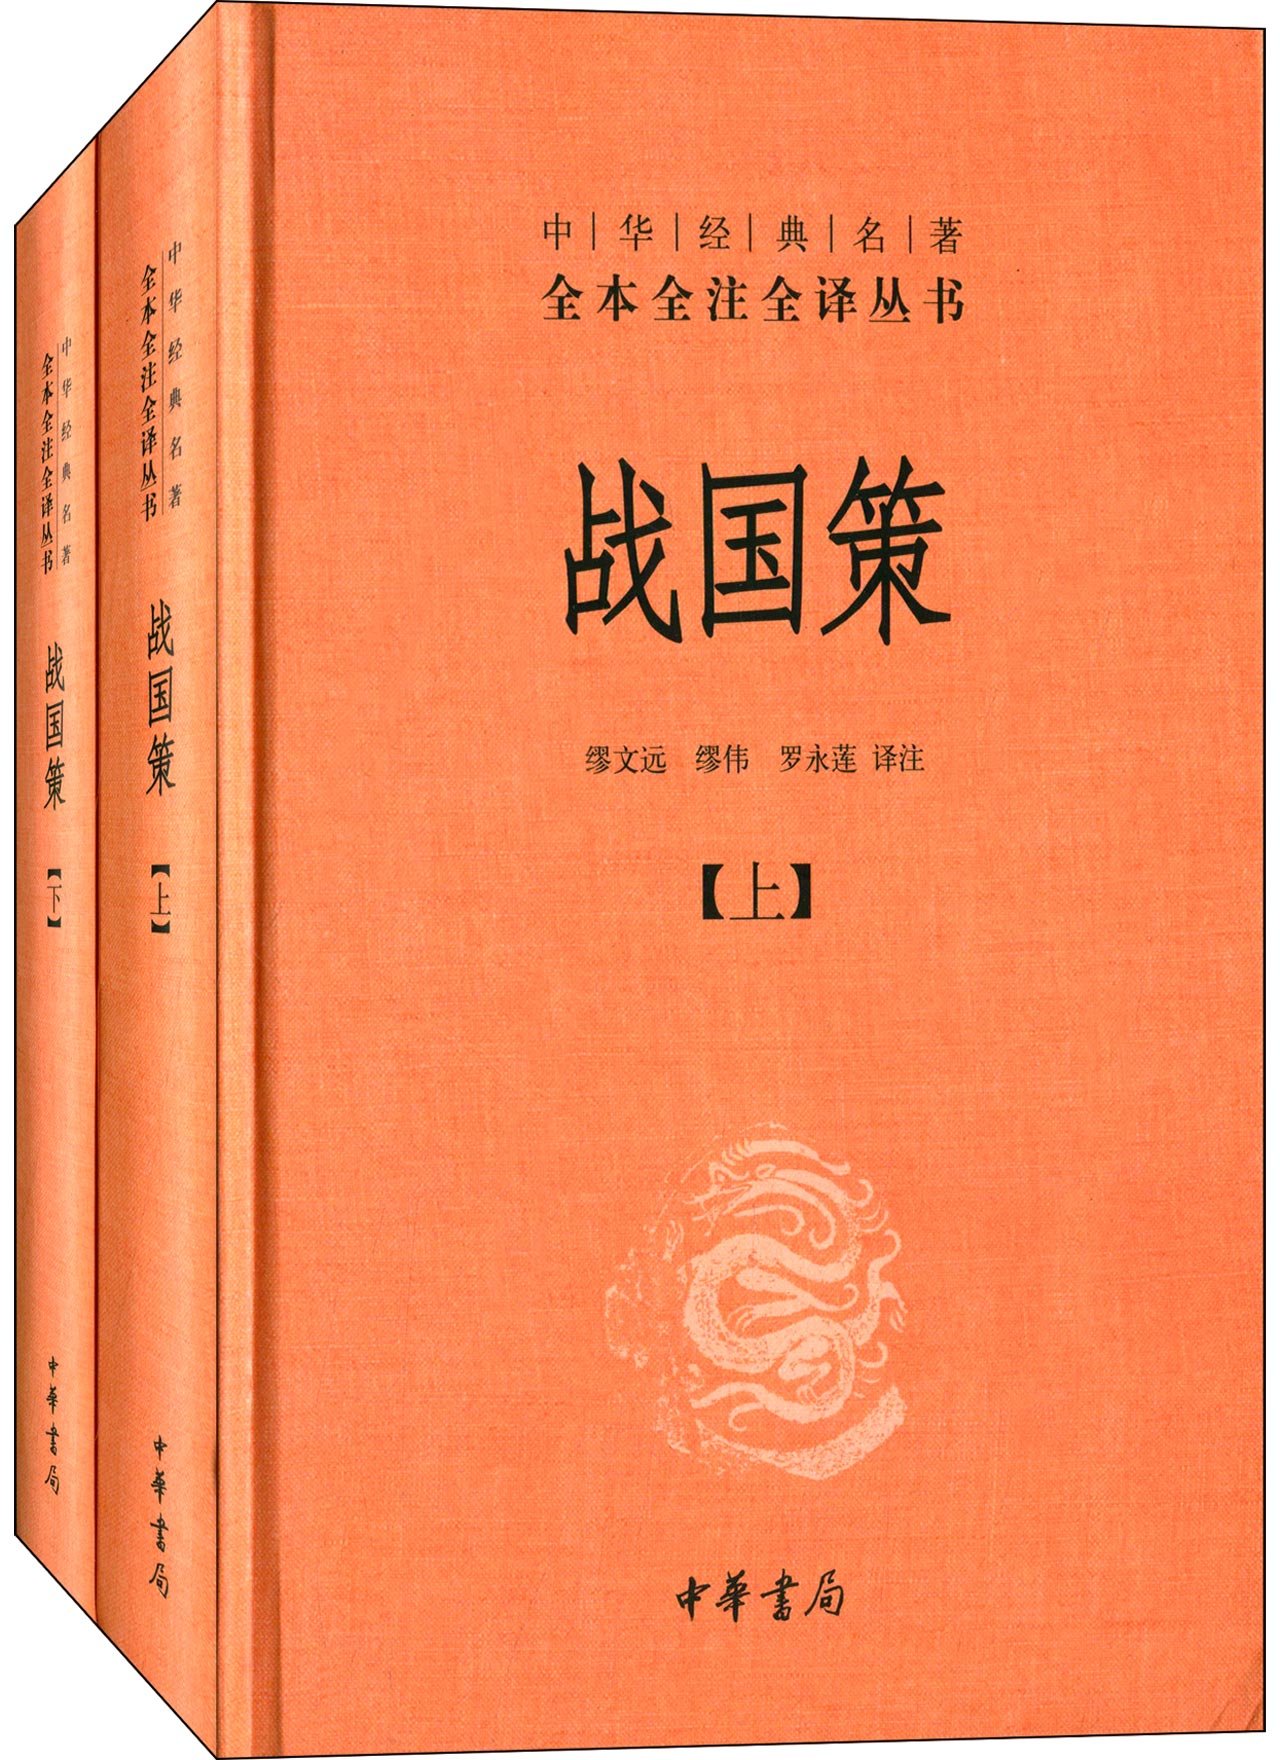 中|华|经|典|名|著
全本全注全译丛书
战国策
缪文远 缪伟 罗永莲 译注
【上】
中華書局
中华经典名著
全本全注全译丛书
战国策
【上】
中華書局
中华经典名著
全本全注全译丛书
战国策
【下】
中華書局